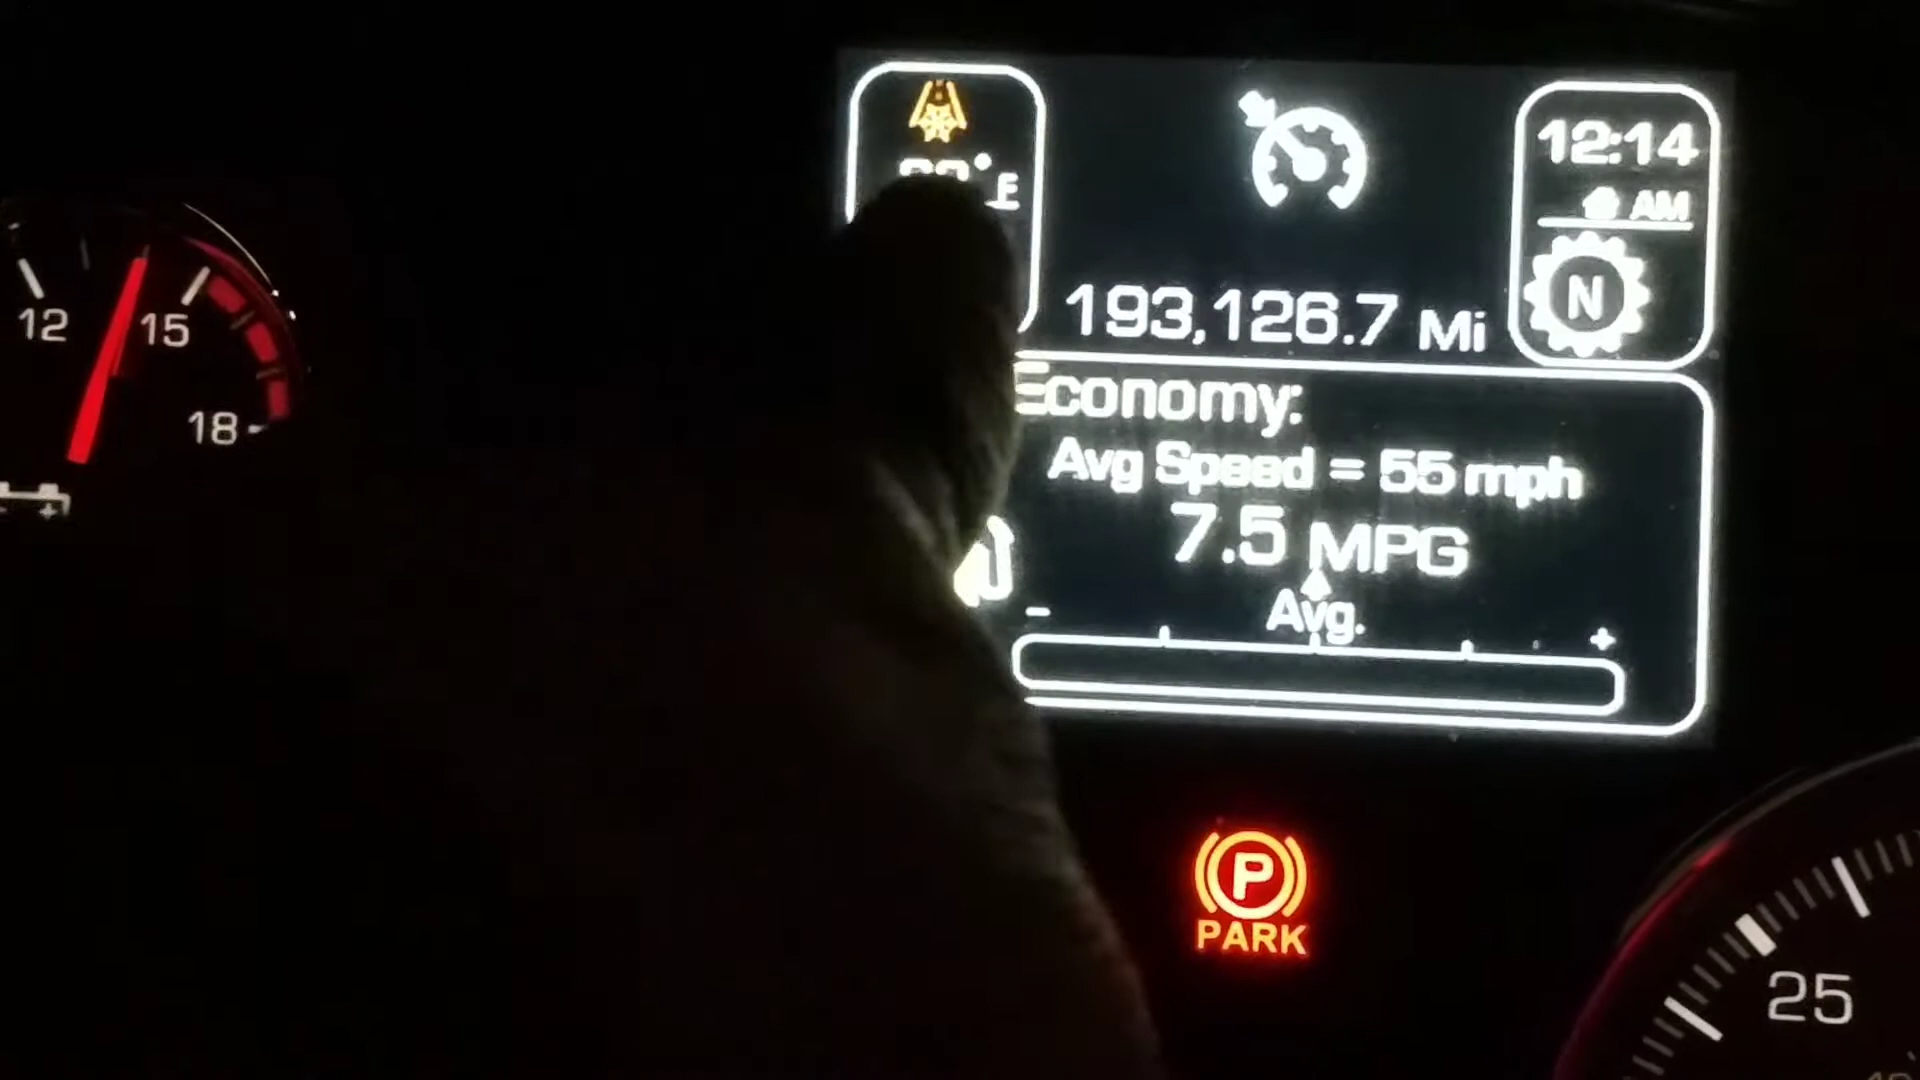 12:14
AM
N
193,126.7 Mi
Economy:
Avg Speed = 55 mph
7.5 MPG
Avg.
- +
12
15
18
P
PARK
25